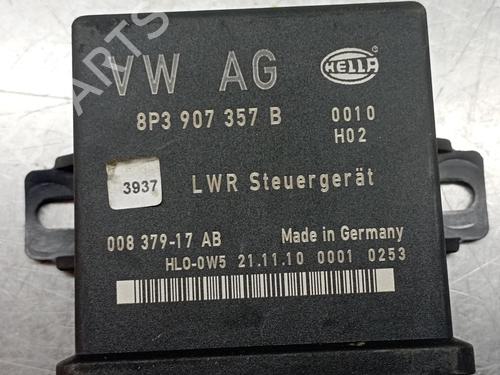 VW AG
HELLA
8P3 907 357 B
0010
H02
3937
LWR Steuergerät
008 379-17 AB
Made in Germany
HLO-0W5 21.11.10 0001 0253